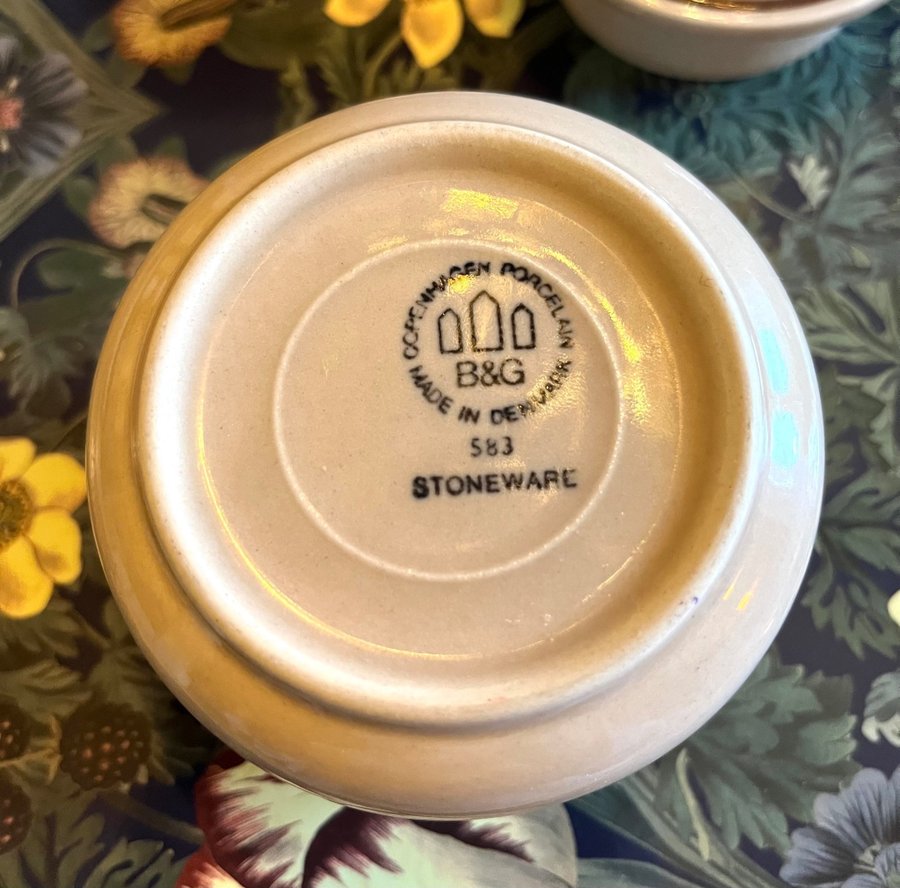 COPENHAGEN PORCELAIN
B&G
MADE IN DENMARK
583
STONEWARE